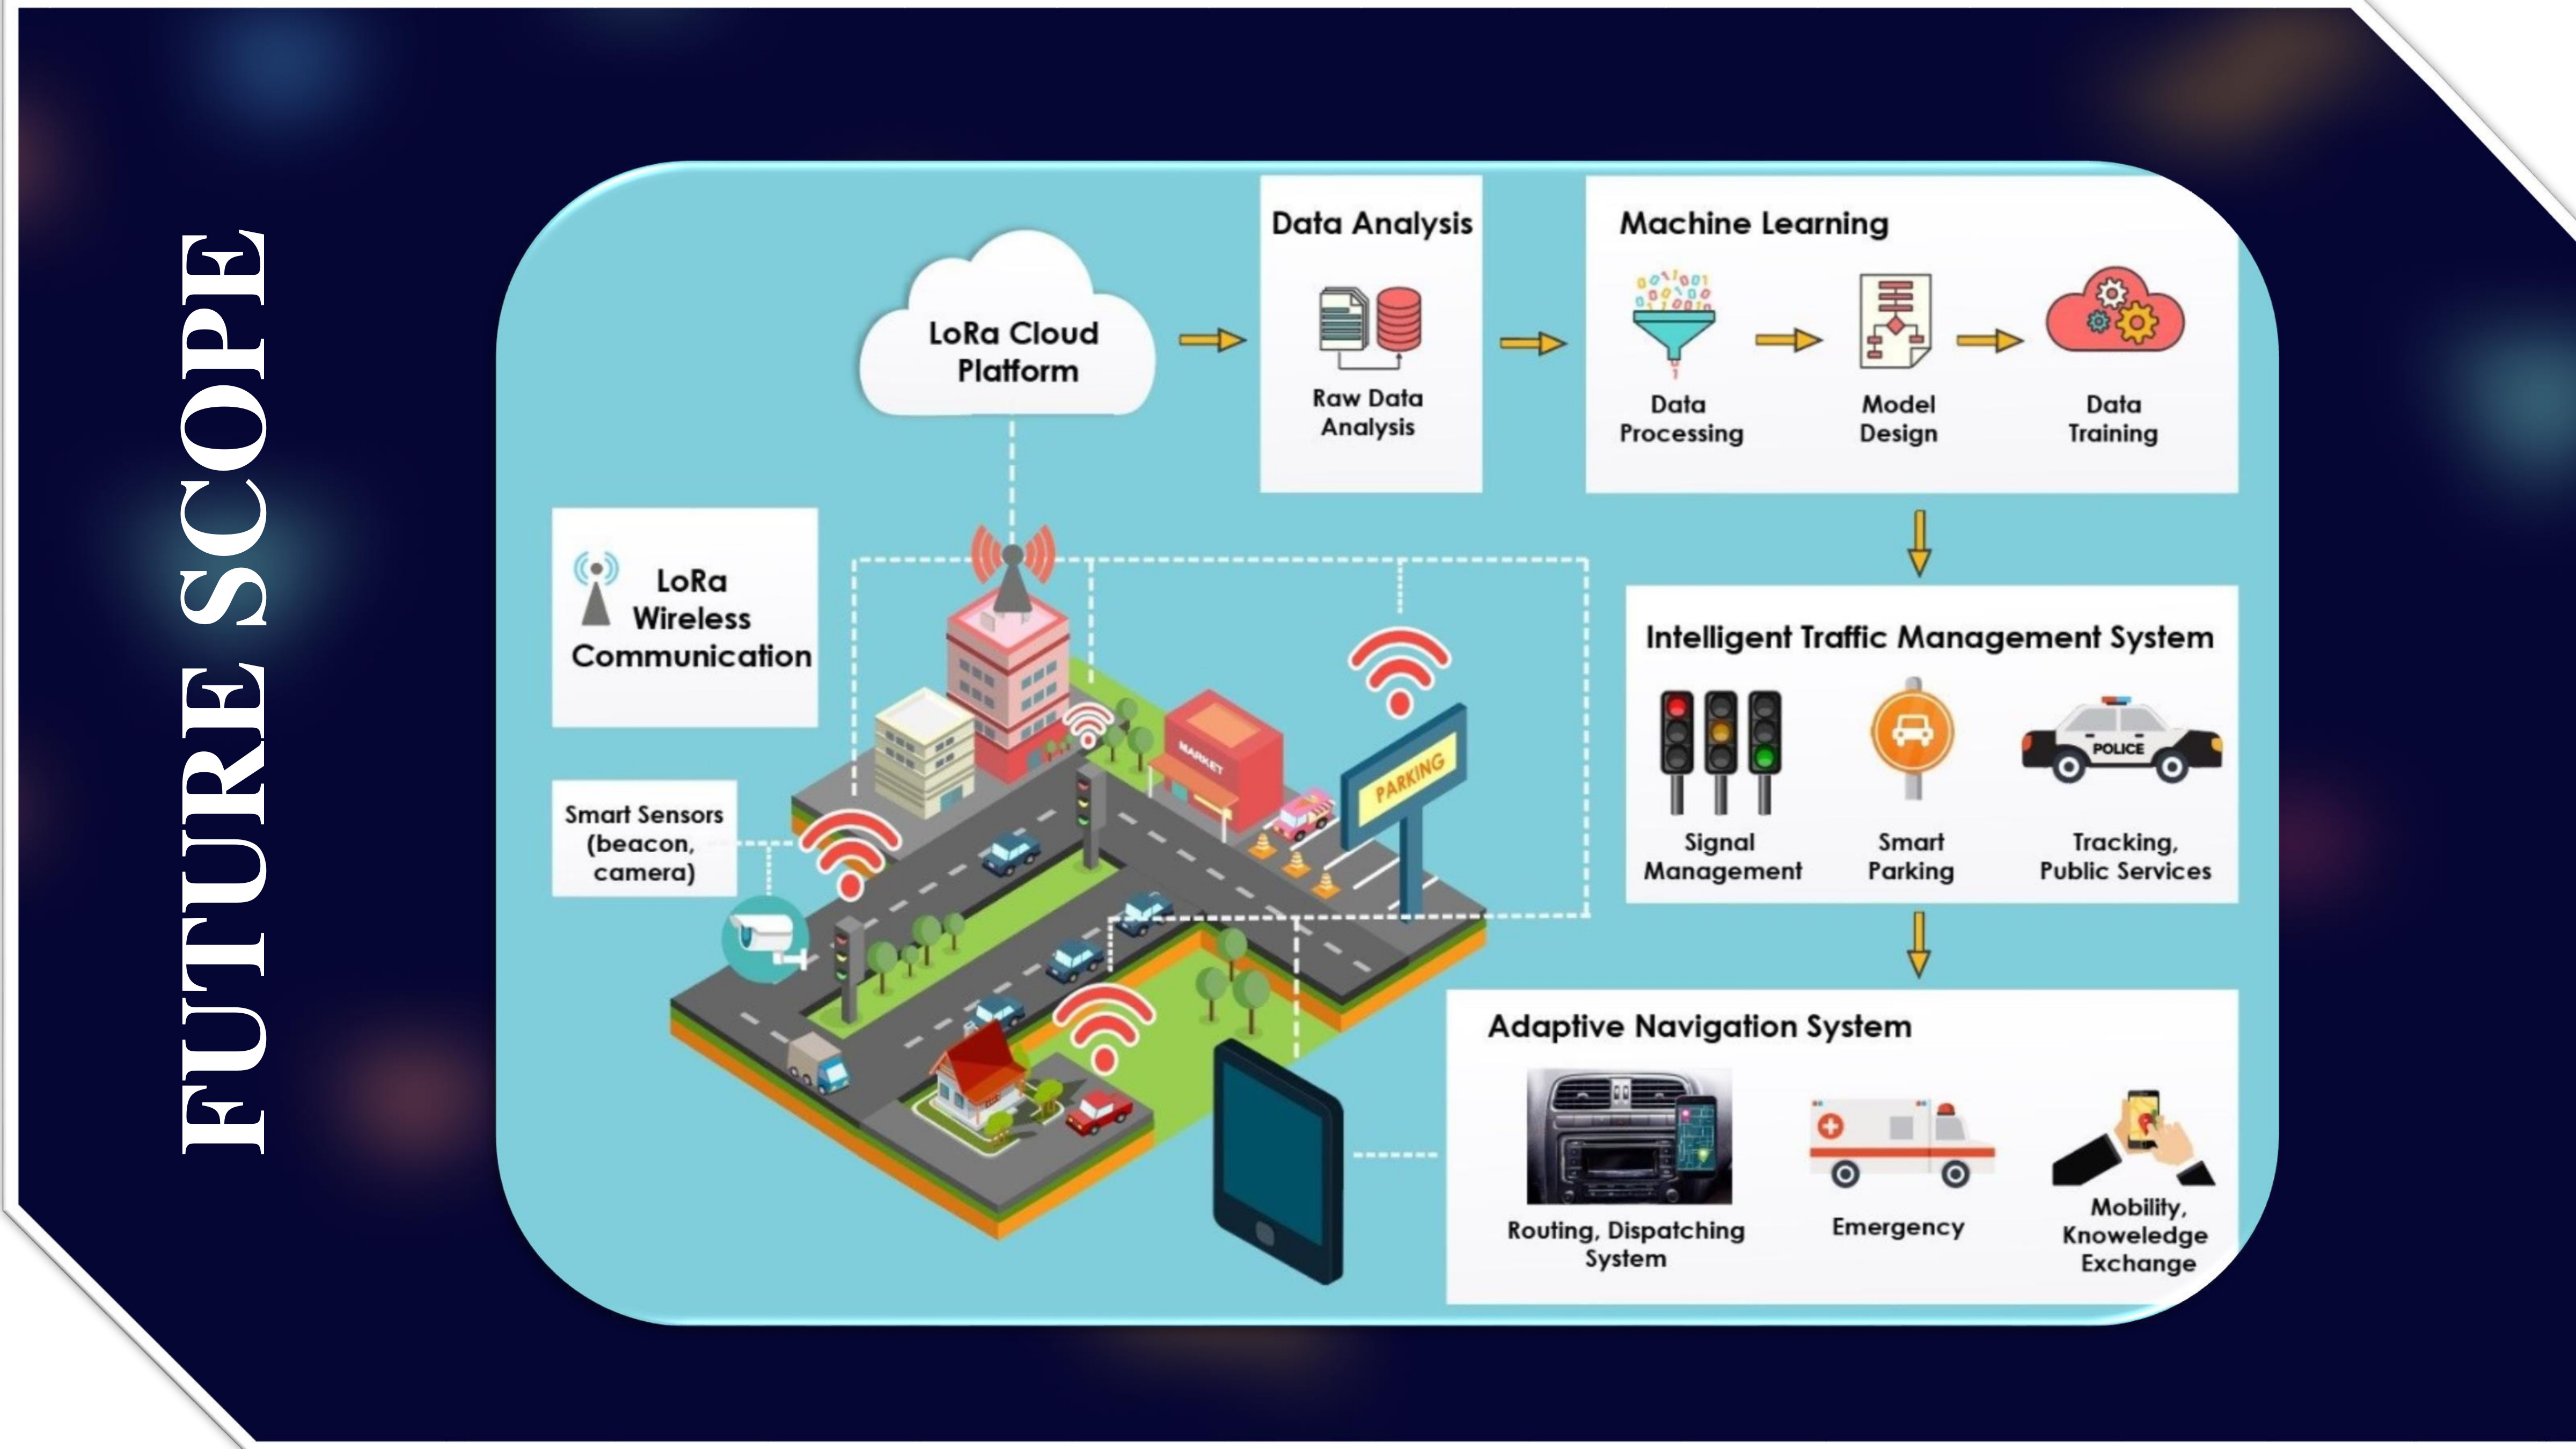 FUTURE SCOPE
LoRa Cloud
Platform
Data Analysis
Raw Data
Analysis
Machine Learning
Data
Processing
Model
Design
Data
Training
LoRa
Wireless
Communication
Smart Sensors
(beacon,
camera)
MARKET
PARKING
Intelligent Traffic Management System
POLICE
Signal
Management
Smart
Parking
Tracking,
Public Services
Adaptive Navigation System
Routing, Dispatching
System
Emergency
Mobility,
Knoweledge
Exchange